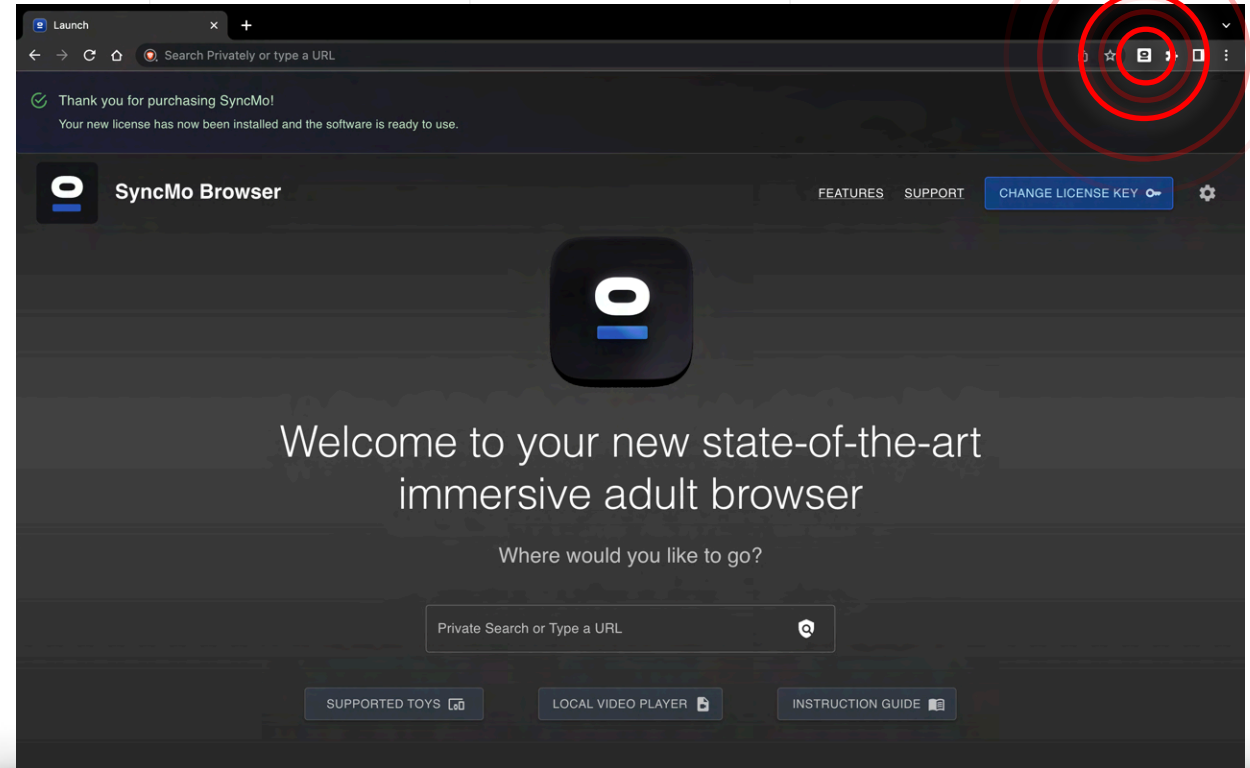 Launch
Search Privately or type a URL
Thank you for purchasing SyncMo!
Your new license has now been installed and the software is ready to use.
SyncMo Browser
FEATURES
SUPPORT
CHANGE LICENSE KEY
Welcome to your new state-of-the-art
immersive adult browser
Where would you like to go?
Private Search or Type a URL
SUPPORTED TOYS
LOCAL VIDEO PLAYER
INSTRUCTION GUIDE